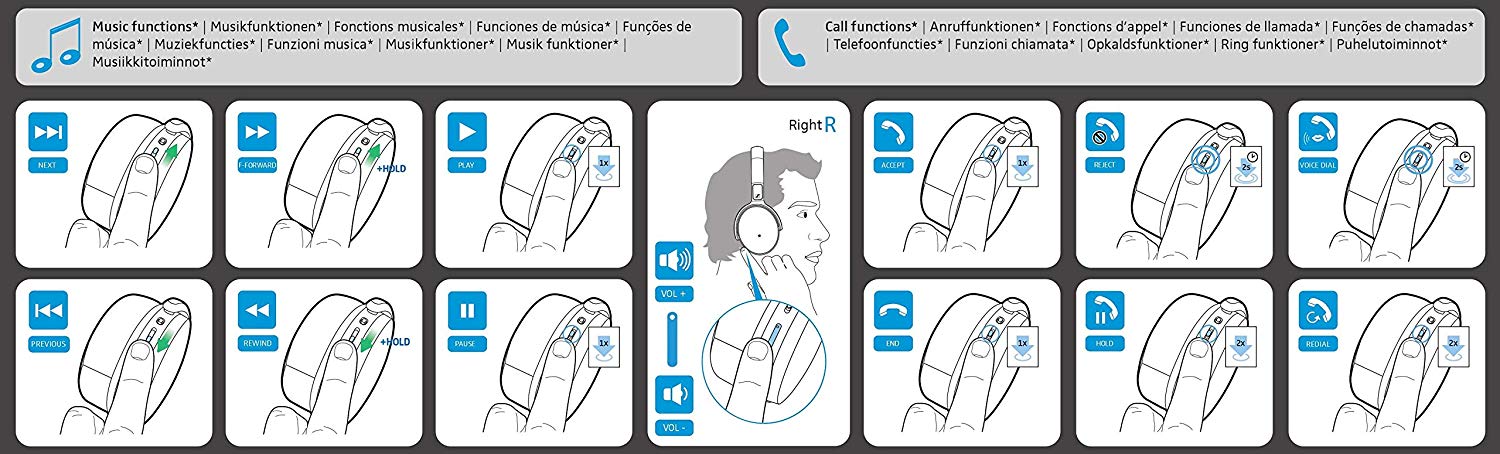 Music functions* | Musikfunktionen* | Fonctions musicales* | Funciones de música* | Funções de
música* | Muziekfuncties* | Funzioni musica* | Musikfunktioner* | Musik funktioner* |
Musiikkitoiminnot*
Call functions* | Anruffunktionen* | Fonctions d'appel* | Funciones de llamada* | Funções de chamadas*
| Telefoonfuncties* | Funzioni chiamata* | Opkaldsfunktioner* | Ring funktioner* | Puhelutoiminnot*
NEXT
F-FORWARD
+HOLD
PLAY
1x
Right R
VOL +
VOL -
ACCEPT
1x
REJECT
2s
VOICE DIAL
2s
PREVIOUS
REWIND
+HOLD
PAUSE
1x
END
1x
HOLD
2x
REDIAL
2x